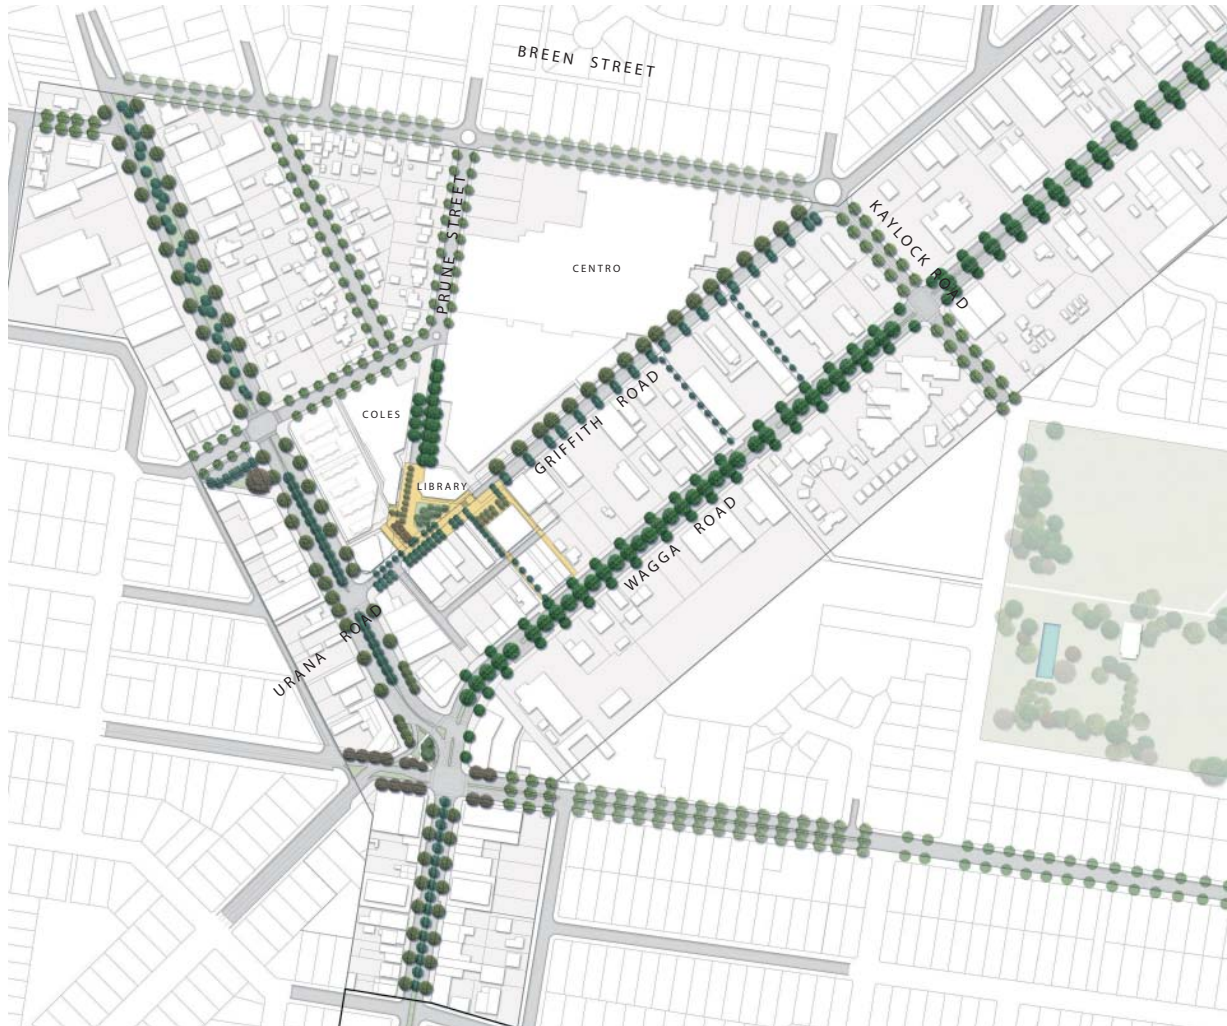 BREEN STREET
PRUNE STREET
KAYLOCK ROAD
CENTRO
COLES
GRIFFITH ROAD
LIBRARY
WAGGA ROAD
URANA ROAD